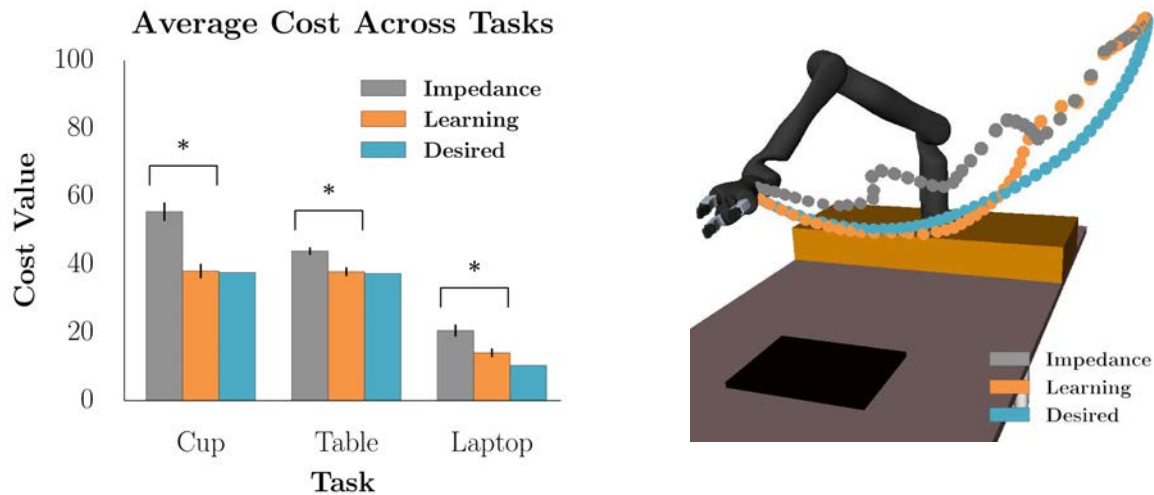 Average Cost Across Tasks
100
80
60
40
20
0
Cost Value
Impedance
Learning
Desired
*
*
*
Cup
Table
Laptop
Task
Impedance
Learning
Desired